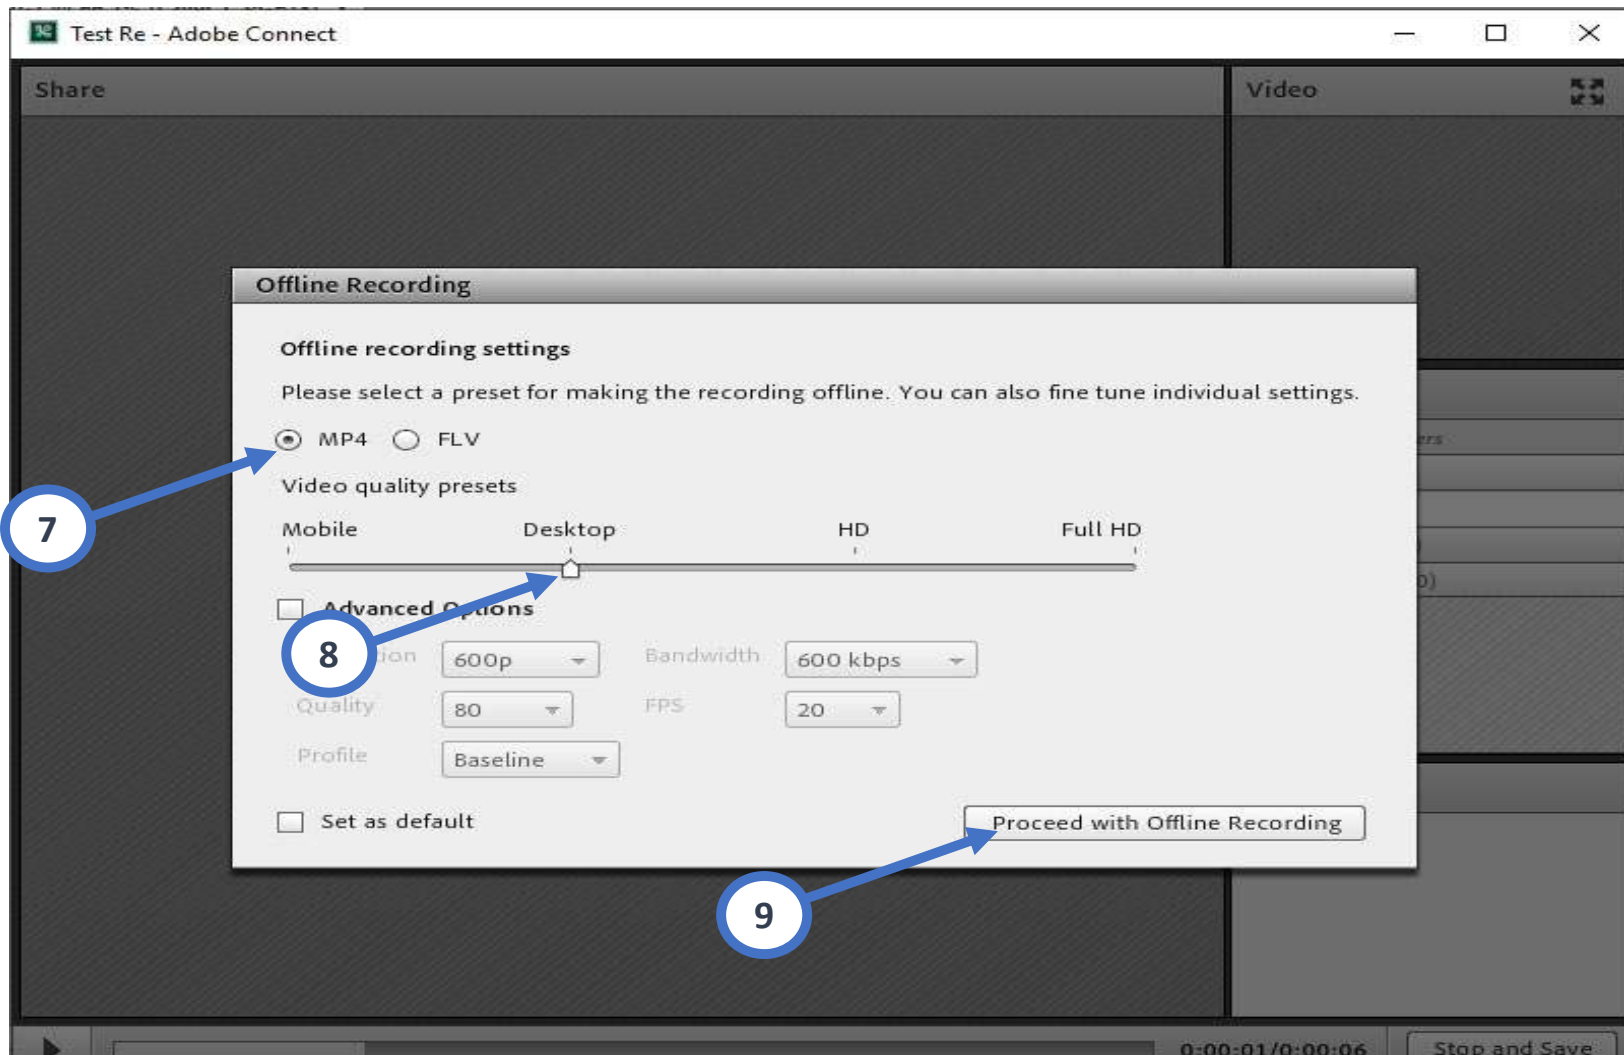 Test Re - Adobe Connect
Share
Video
Offline Recording
Offline recording settings
Please select a preset for making the recording offline. You can also fine tune individual settings.
MP4 FLV
7
Video quality presets
Mobile Desktop HD Full HD
Advanced Options
8
600p Bandwidth 600 kbps
Quality 80 FPS 20
Profile Baseline
Set as default
Proceed with Offline Recording
9
0:00:01/0:00:06 Stop and Save